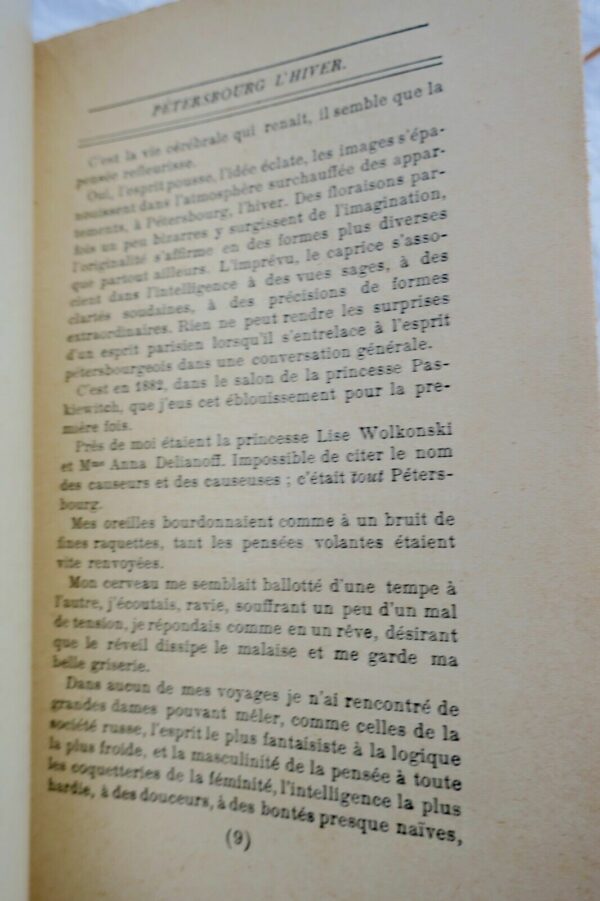 PÉTERSBOURG L'HIVER.
C'est la vie cérébrale qui renaît, il semble que la
pensée refleurisse.
Oui, l'esprit pousse, l'idée éclate, les images s'épa-
nouissent dans l'atmosphère surchauffée des appar-
tements, à Pétersbourg, l'hiver. Des floraisons par-
fois un peu bizarres y surgissent de l'imagination,
l'originalité s'affirme en des formes plus diverses
que partout ailleurs. L'imprévu, le caprice s'asso-
cient dans l'intelligence à des vues sages, à des
clartés soudaines, à des précisions de formes
extraordinaires. Rien ne peut rendre les surprises
d'un esprit parisien lorsqu'il s'entrelace à l'esprit
pétersbourgeois dans une conversation générale.
C'est en 1882, dans le salon de la princesse Pas-
kiewitch, que j'eus cet éblouissement pour la pre-
mière fois.
Près de moi étaient la princesse Lise Wolkonski
et Mme Anna Delianoff. Impossible de citer le nom
des causeurs et des causeuses ; c'était tout Péters-
bourg.
Mes oreilles bourdonnaient comme à un bruit de
fines raquettes, tant les pensées volantes étaient
vite renvoyées.
Mon cerveau me semblait ballotté d'une tempe à
l'autre, j'écoutais, ravie, souffrant un peu d'un mal
de tension, je répondais comme en un rêve, désirant
que le réveil dissipe le malaise et me garde ma
belle griserie.
Dans aucun de mes voyages je n'ai rencontré de
grandes dames pouvant mêler, comme celles de la
société russe, l'esprit le plus fantaisiste à la logique
la plus froide, et la masculinité de la pensée à toute
les coquetteries de la féminité, l'intelligence la plus
hardie, à des douceurs, à des bontés presque naïves,
(9)